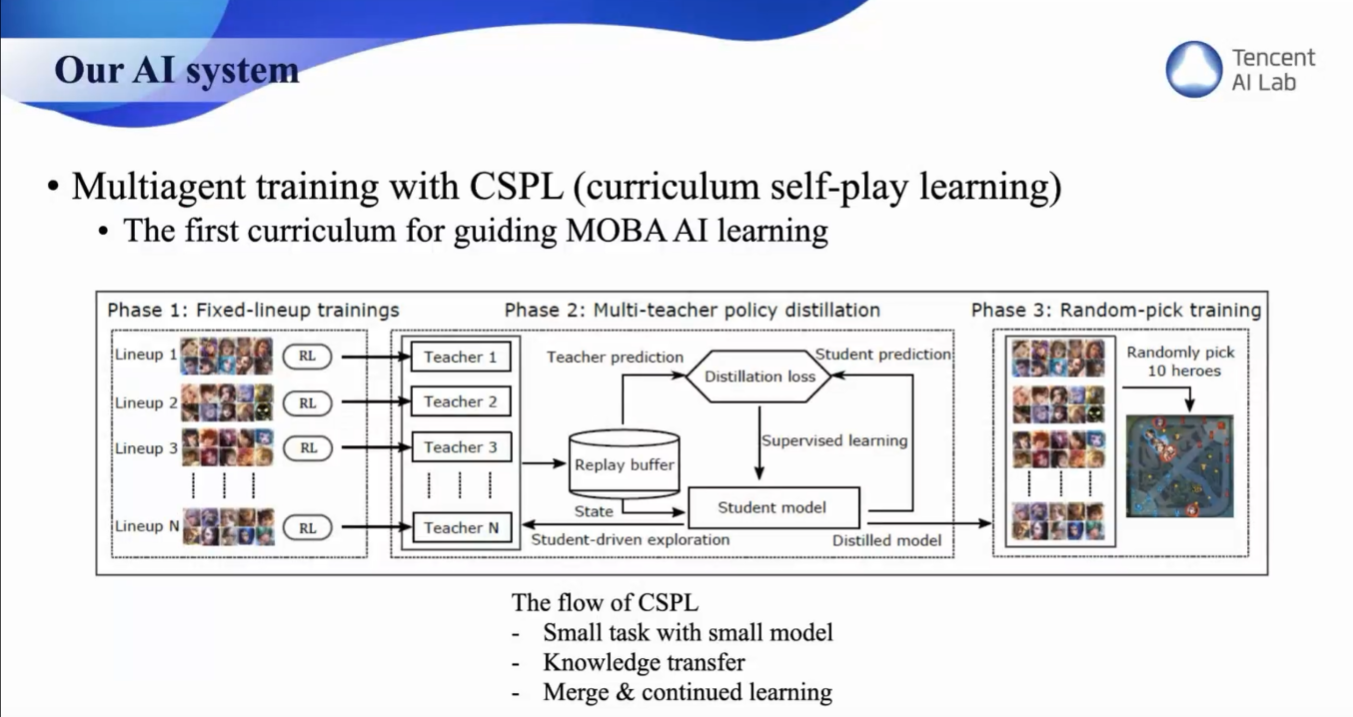 Our AI system
Tencent
AI Lab
• Multiagent training with CSPL (curriculum self-play learning)
• The first curriculum for guiding MOBA AI learning
Phase 1: Fixed-lineup trainings
Phase 2: Multi-teacher policy distillation
Phase 3: Random-pick training
Lineup 1
RL
Teacher 1
Lineup 2
RL
Teacher 2
Lineup 3
RL
Teacher 3
Lineup N
RL
Teacher N
Teacher prediction
Distillation loss
Student prediction
Supervised learning
Replay buffer
State
Student model
Student-driven exploration
Distilled model
Randomly pick
10 heroes
The flow of CSPL
- Small task with small model
- Knowledge transfer
- Merge & continued learning